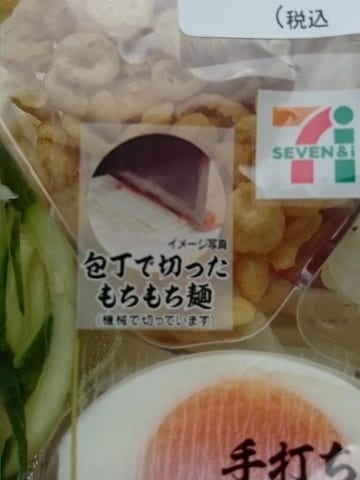 (税込
SEVEN&i
イメージ写真
包丁で切った
もちもち麺
(機械で切っています)
手打ち